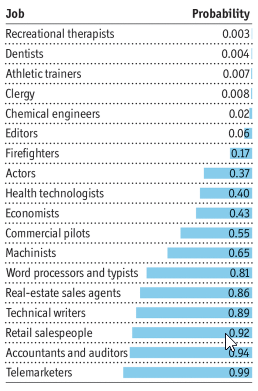 Job Probability
Recreational therapists 0.003
Dentists 0.004
Athletic trainers 0.007
Clergy 0.008
Chemical engineers 0.02
Editors 0.06
Firefighters 0.17
Actors 0.37
Health technologists 0.40
Economists 0.43
Commercial pilots 0.55
Machinists 0.65
Word processors and typists 0.81
Real-estate sales agents 0.86
Technical writers 0.89
Retail salespeople 0.92
Accountants and auditors 0.94
Telemarketers 0.99